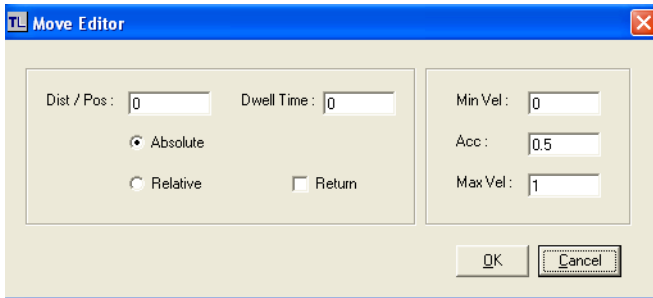 TL Move Editor
Dist / Pos : 0 Dwell Time : 0 Min Vel : 0
Absolute Acc : 0.5
Relative Return Max Vel : 1
OK Cancel